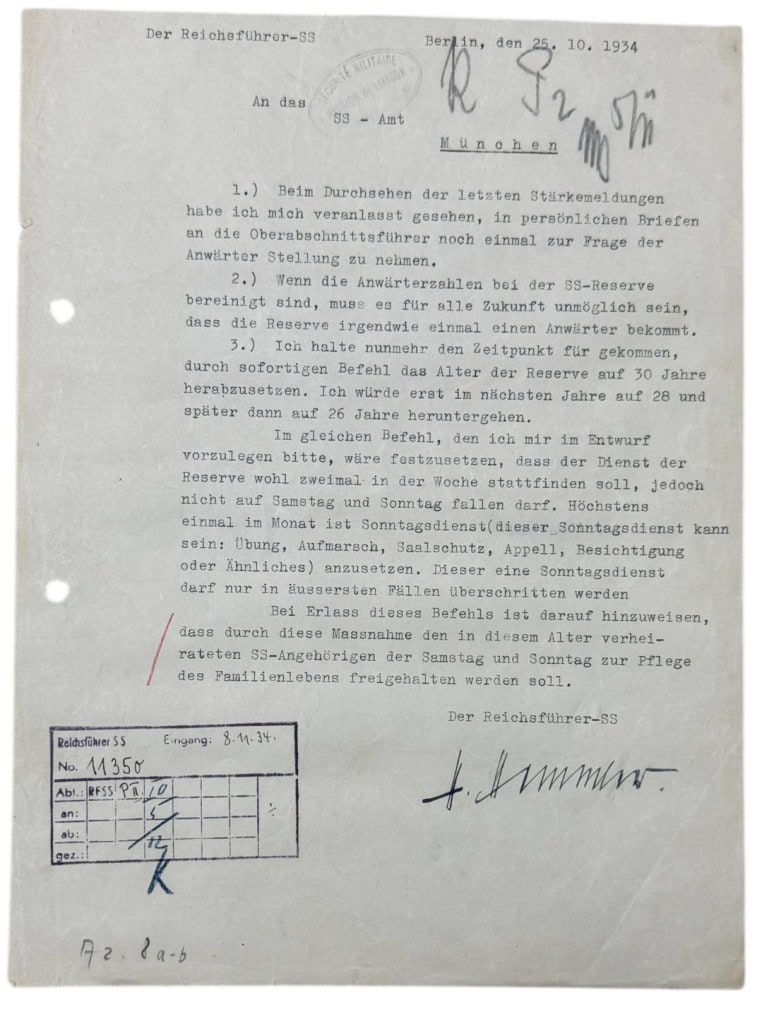 Der Reichsführer-SS
Berlin, den 25. 10. 1934
SÉCURITÉ MILITAIRE
An das
SS - Amt
München
1.) Beim Durchsehen der letzten Stärkemeldungen
habe ich mich veranlasst gesehen, in persönlichen Briefen
an die Oberabschnittsführer noch einmal zur Frage der
Anwärter Stellung zu nehmen.
2.) Wenn die Anwärterzahlen bei der SS-Reserve
bereinigt sind, muss es für alle Zukunft unmöglich sein,
dass die Reserve irgendwie einmal einen Anwärter bekommt.
3.) Ich halte nunmehr den Zeitpunkt für gekommen,
durch sofortigen Befehl das Alter der Reserve auf 30 Jahre
herabzusetzen. Ich würde erst im nächsten Jahre auf 28 und
später dann auf 26 Jahre heruntergehen.
Im gleichen Befehl, den ich mir im Entwurf
vorzulegen bitte, wäre festzusetzen, dass der Dienst der
Reserve wohl zweimal in der Woche stattfinden soll, jedoch
nicht auf Samstag und Sonntag fallen darf. Höchstens
einmal im Monat ist Sonntagsdienst(dieser Sonntagsdienst kann
sein: Übung, Aufmarsch, Saalschutz, Appell, Besichtigung
oder Ähnliches) anzusetzen. Dieser eine Sonntagsdienst
darf nur in äussersten Fällen überschritten werden
Bei Erlass dieses Befehls ist darauf hinzuweisen,
dass durch diese Massnahme den in diesem Alter verhei-
rateten SS-Angehörigen der Samstag und Sonntag zur Pflege
des Familienlebens freigehalten werden soll.
Der Reichsführer-SS
H. Himmler.
Reichsführer SS Eingang: 8.11.34.
No. 11350
Abt.: RFSS P II 10
an:
ab:
gez.:
K
Az. 8a-b